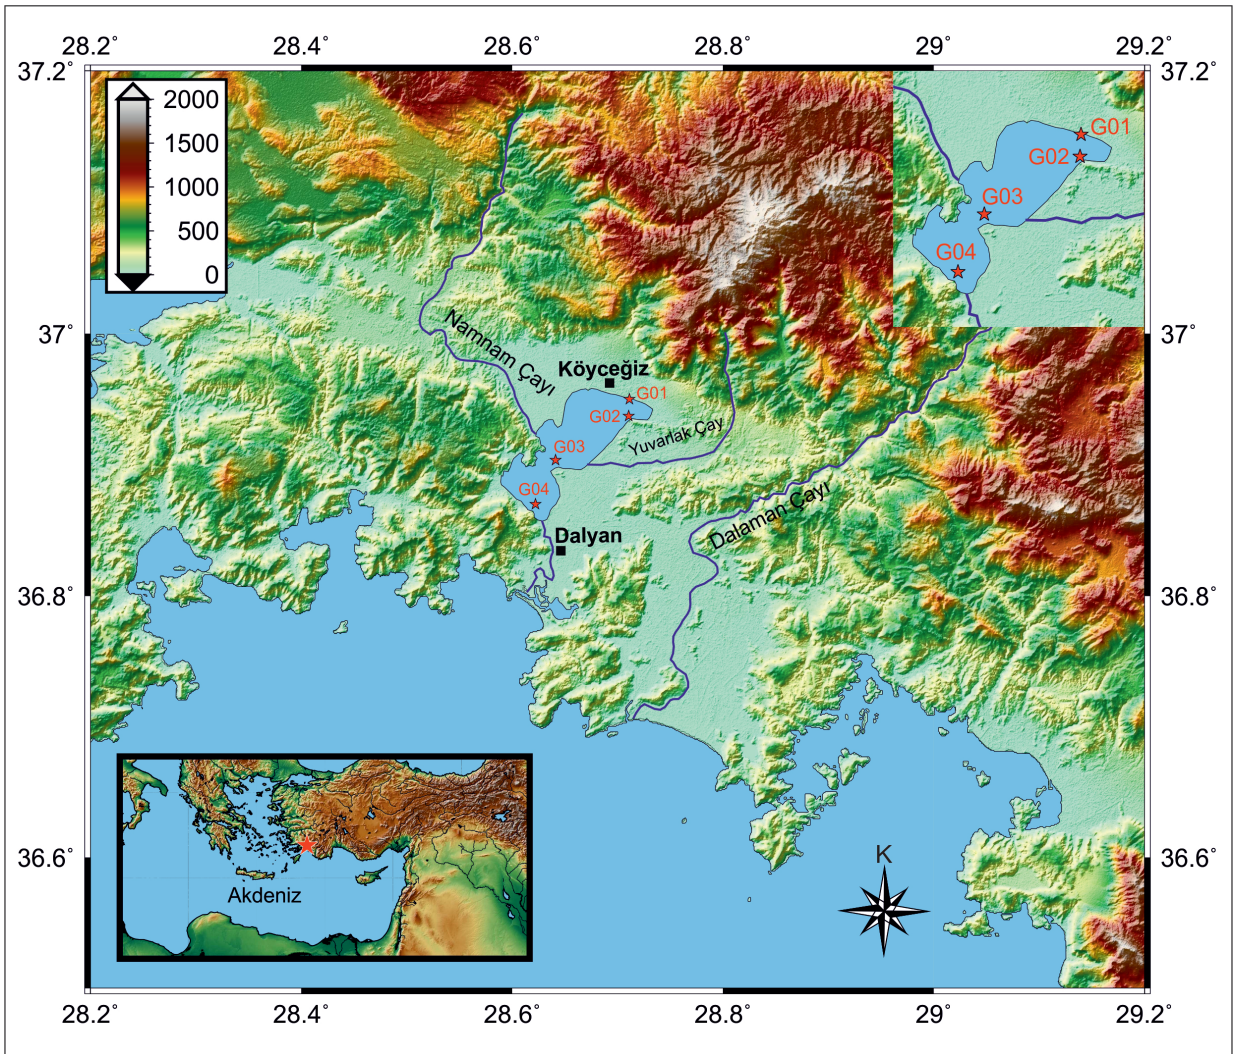 28.2° 28.4° 28.6° 28.8° 29° 29.2°
37.2° 37.2°
2000
1500
1000
500
0
G01
G02
G03
G04
37° 37°
Namnam Çayı
Köyceğiz
G01
G02
Yuvarlak Çay
G03
G04
Dalaman Çayı
Dalyan
36.8° 36.8°
36.6° 36.6°
K
Akdeniz
28.2° 28.4° 28.6° 28.8° 29° 29.2°